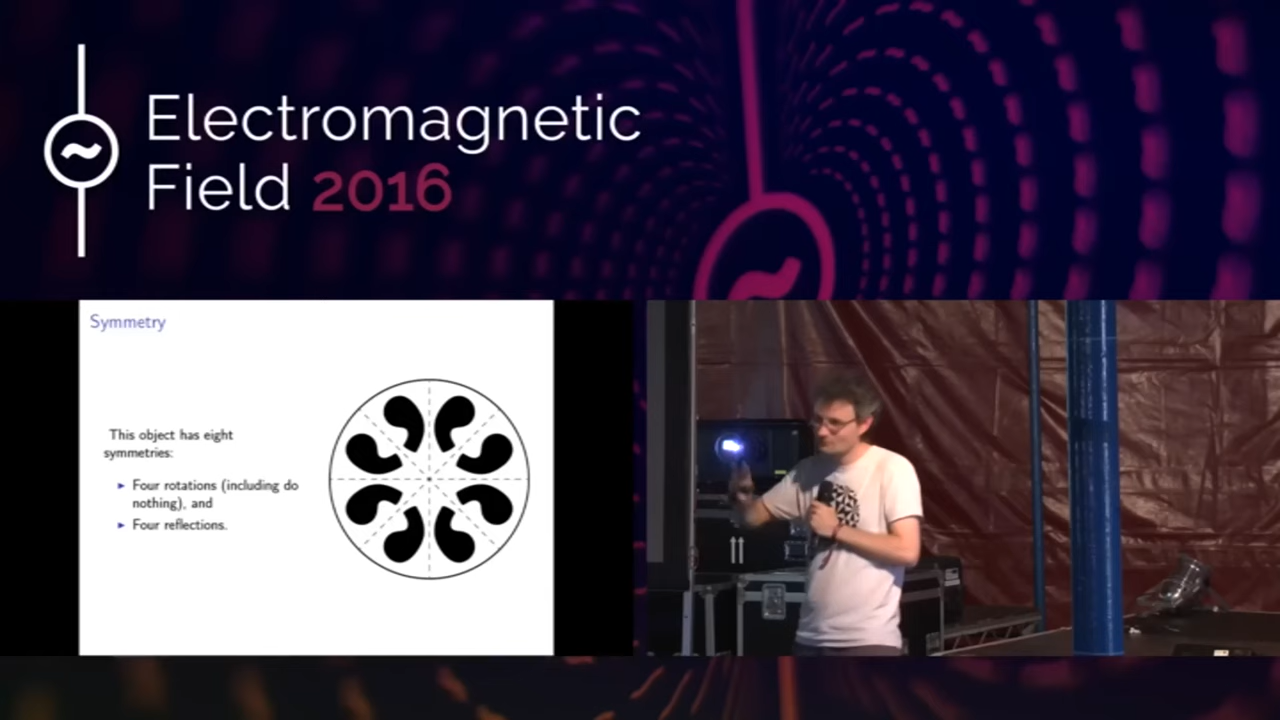 Electromagnetic
Field 2016
Symmetry
This object has eight
symmetries:
Four rotations (including do
nothing), and
Four reflections.